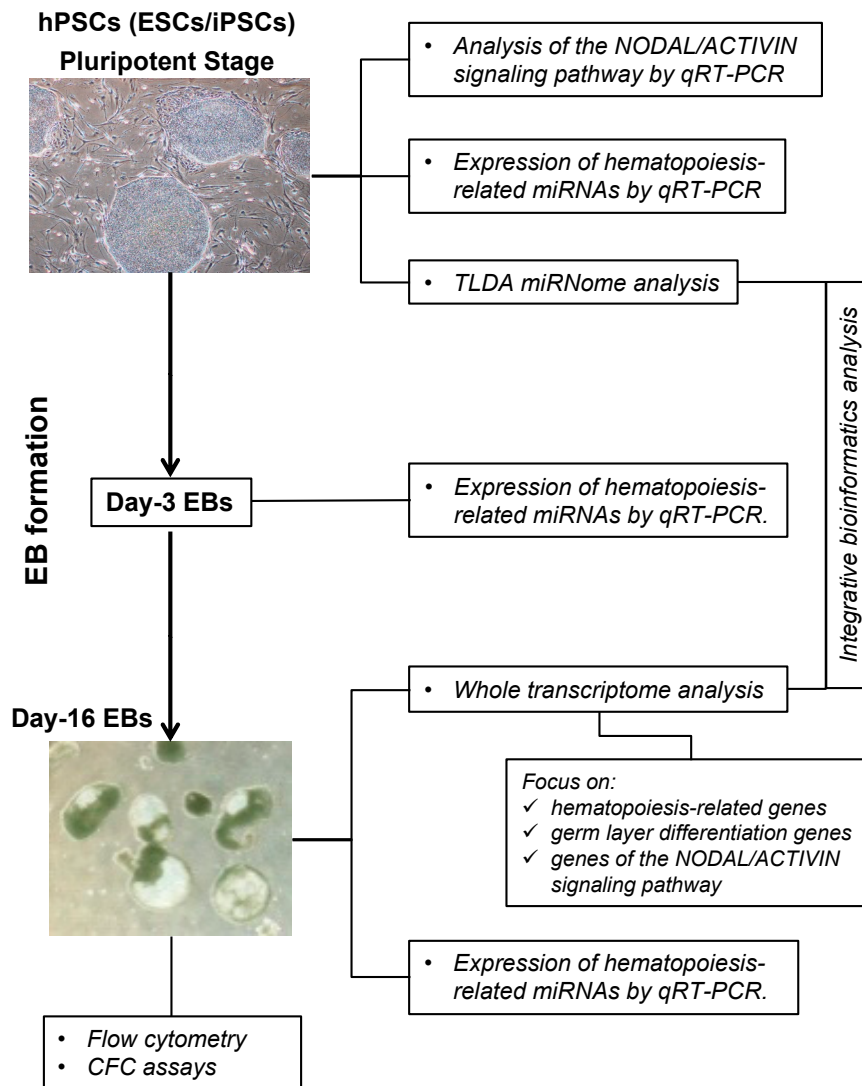 hPSCs (ESCs/iPSCs)
Pluripotent Stage
• Analysis of the NODAL/ACTIVIN
signaling pathway by qRT-PCR
• Expression of hematopoiesis-
related miRNAs by qRT-PCR
• TLDA miRNome analysis
Integrative bioinformatics analysis
EB formation
Day-3 EBs
• Expression of hematopoiesis-
related miRNAs by qRT-PCR.
Day-16 EBs
• Whole transcriptome analysis
Focus on:
✓ hematopoiesis-related genes
✓ germ layer differentiation genes
✓ genes of the NODAL/ACTIVIN
signaling pathway
• Expression of hematopoiesis-
related miRNAs by qRT-PCR.
• Flow cytometry
• CFC assays